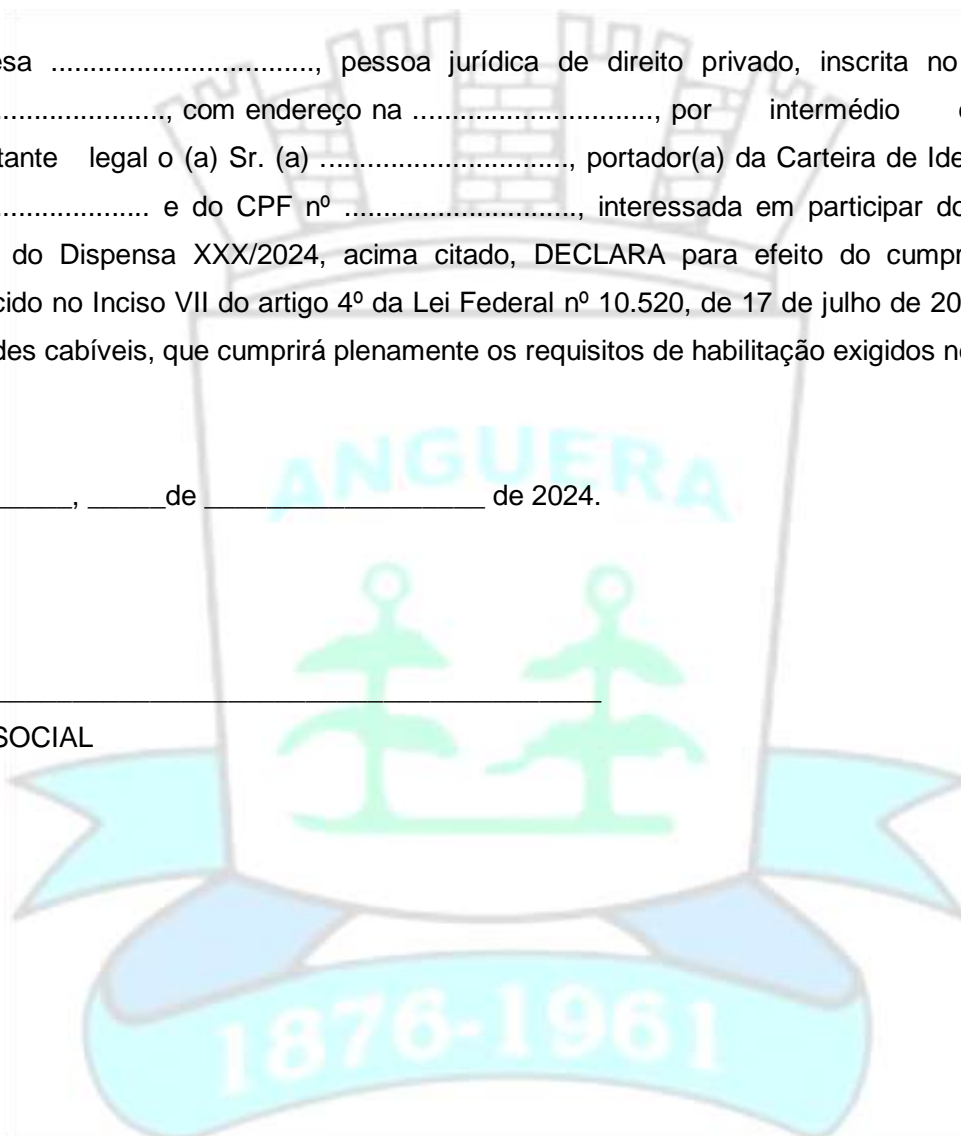 esa .................................., pessoa jurídica de direito privado, inscrita no
......................, com endereço na ..............................., por intermédio
tante legal o (a) Sr. (a) ................................, portador(a) da Carteira de Ide
.................... e do CPF nº .............................., interessada em participar do
do Dispensa XXX/2024, acima citado, DECLARA para efeito do cumpr
cido no Inciso VII do artigo 4º da Lei Federal nº 10.520, de 17 de julho de 20
des cabíveis, que cumprirá plenamente os requisitos de habilitação exigidos n
ANGUERA
_____, _____de __________________ de 2024.
_______________________________________
SOCIAL
1876-1961